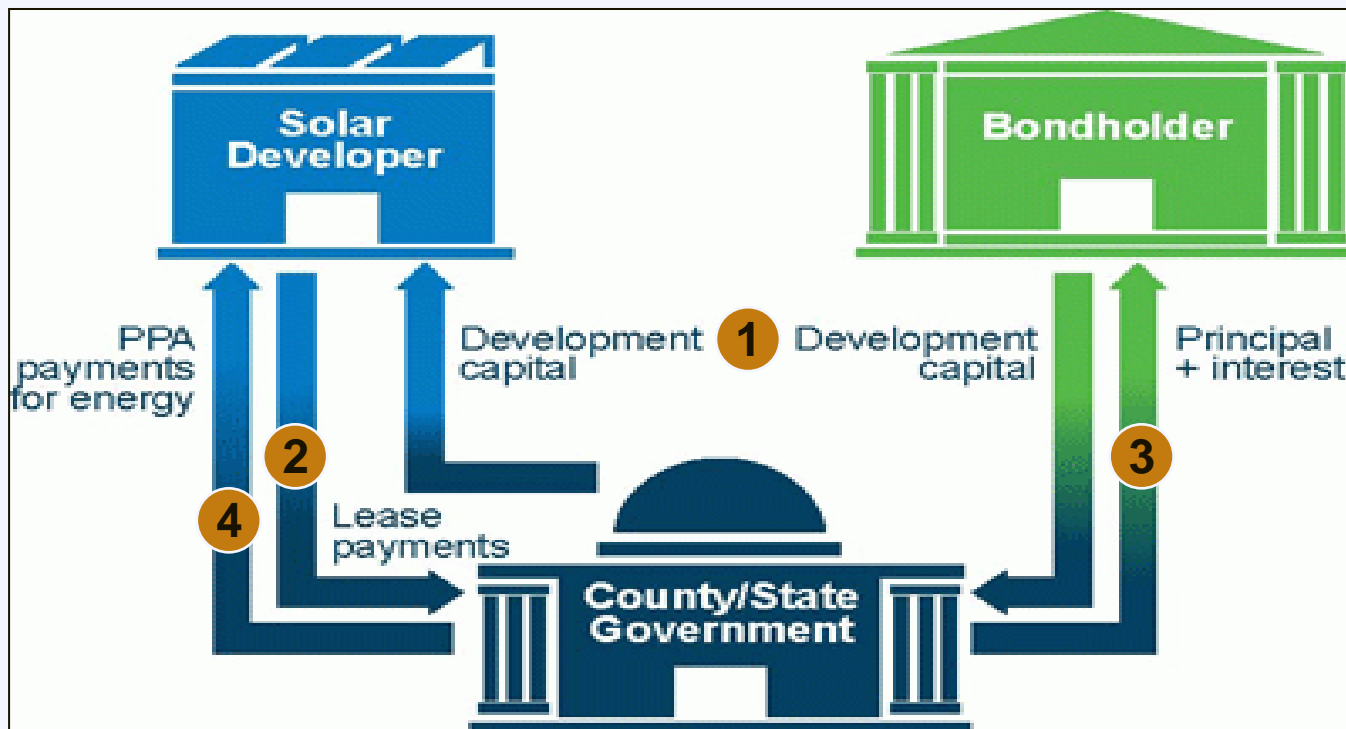 Solar
Developer
Bondholder
PPA
payments
for energy
Development
capital
1
Development
capital
Principal
+ interest
2
3
4
Lease
payments
County/State
Government